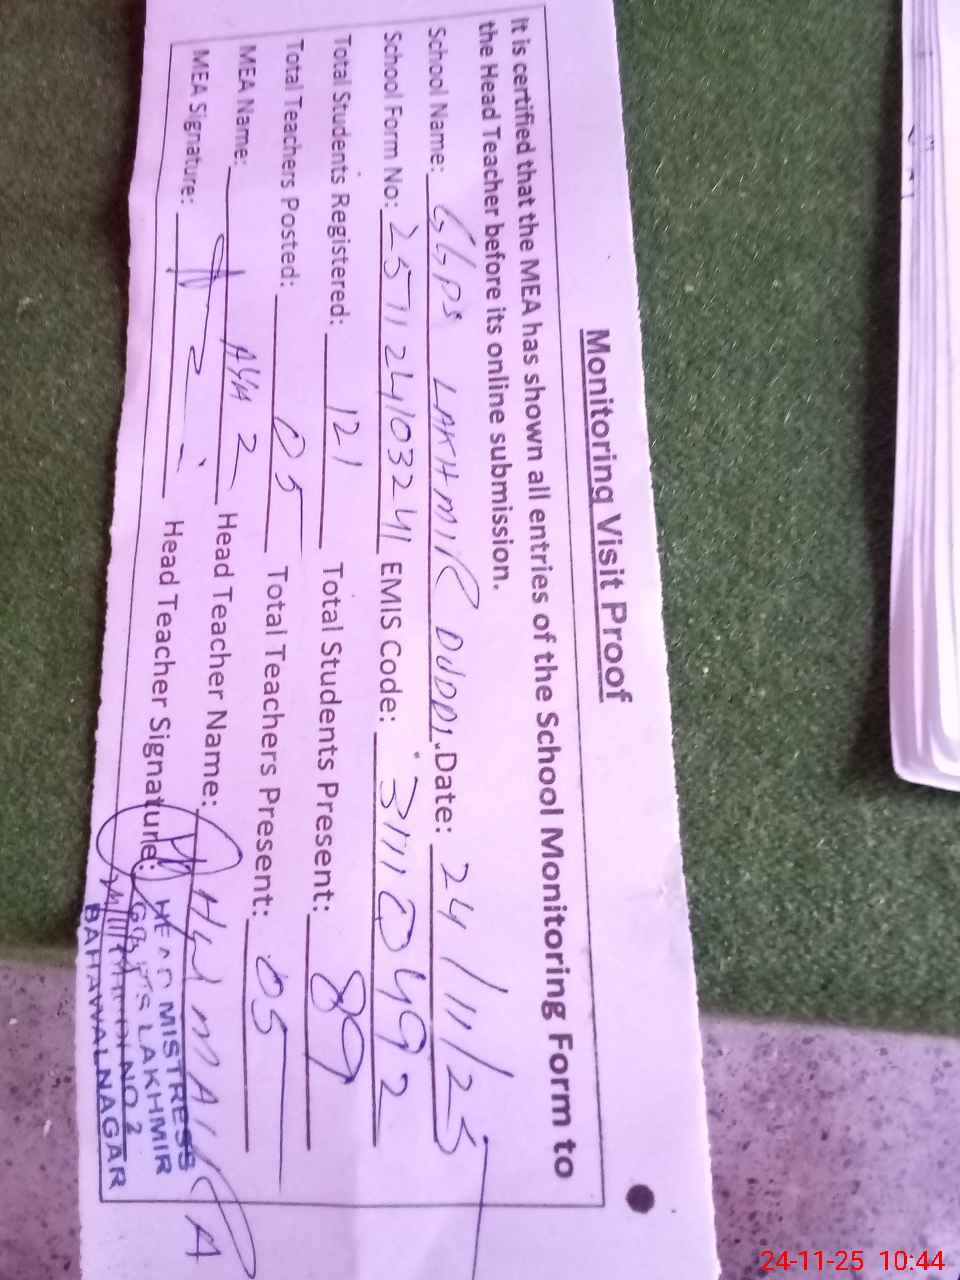 Monitoring Visit Proof
It is certified that the MEA has shown all entries of the School Monitoring Form to
the Head Teacher before its online submission.
School Name: GGPS LAKHMIR DUDDI Date: 24/11/25
School Form No: 2571124103241 EMIS Code: 31110492
Total Students Registered: 121 Total Students Present: 89
Total Teachers Posted: 05 Total Teachers Present: 05
MEA Name: Head Teacher Name:
MEA Signature: Head Teacher Signature:
HEAD MISTRESS
LAKHMIR
NO 2
BAHAWALNAGAR
24-11-25 10:44